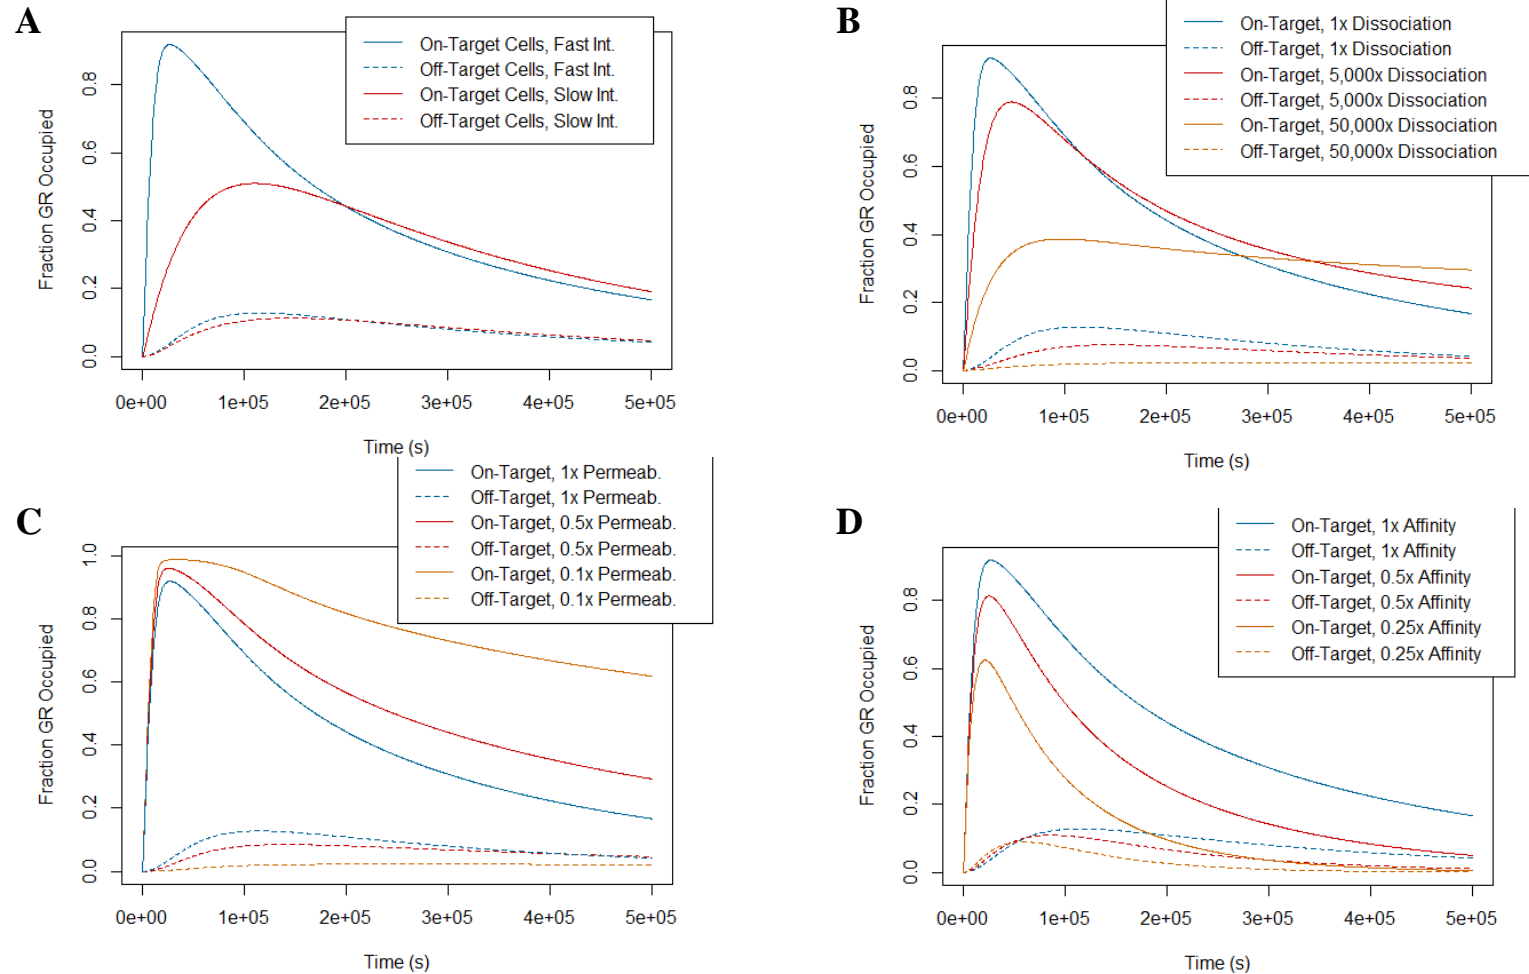 A
On-Target Cells, Fast Int.
Off-Target Cells, Fast Int.
On-Target Cells, Slow Int.
Off-Target Cells, Slow Int.
Fraction GR Occupied
0.8
0.6
0.4
0.2
0.0
0e+00 1e+05 2e+05 3e+05 4e+05 5e+05
Time (s)
B
On-Target, 1x Dissociation
Off-Target, 1x Dissociation
On-Target, 5,000x Dissociation
Off-Target, 5,000x Dissociation
On-Target, 50,000x Dissociation
Off-Target, 50,000x Dissociation
Fraction GR Occupied
0.8
0.6
0.4
0.2
0.0
0e+00 1e+05 2e+05 3e+05 4e+05 5e+05
Time (s)
C
On-Target, 1x Permeab.
Off-Target, 1x Permeab.
On-Target, 0.5x Permeab.
Off-Target, 0.5x Permeab.
On-Target, 0.1x Permeab.
Off-Target, 0.1x Permeab.
Fraction GR Occupied
1.0
0.8
0.6
0.4
0.2
0.0
0e+00 1e+05 2e+05 3e+05 4e+05 5e+05
Time (s)
D
On-Target, 1x Affinity
Off-Target, 1x Affinity
On-Target, 0.5x Affinity
Off-Target, 0.5x Affinity
On-Target, 0.25x Affinity
Off-Target, 0.25x Affinity
Fraction GR Occupied
0.8
0.6
0.4
0.2
0.0
0e+00 1e+05 2e+05 3e+05 4e+05 5e+05
Time (s)